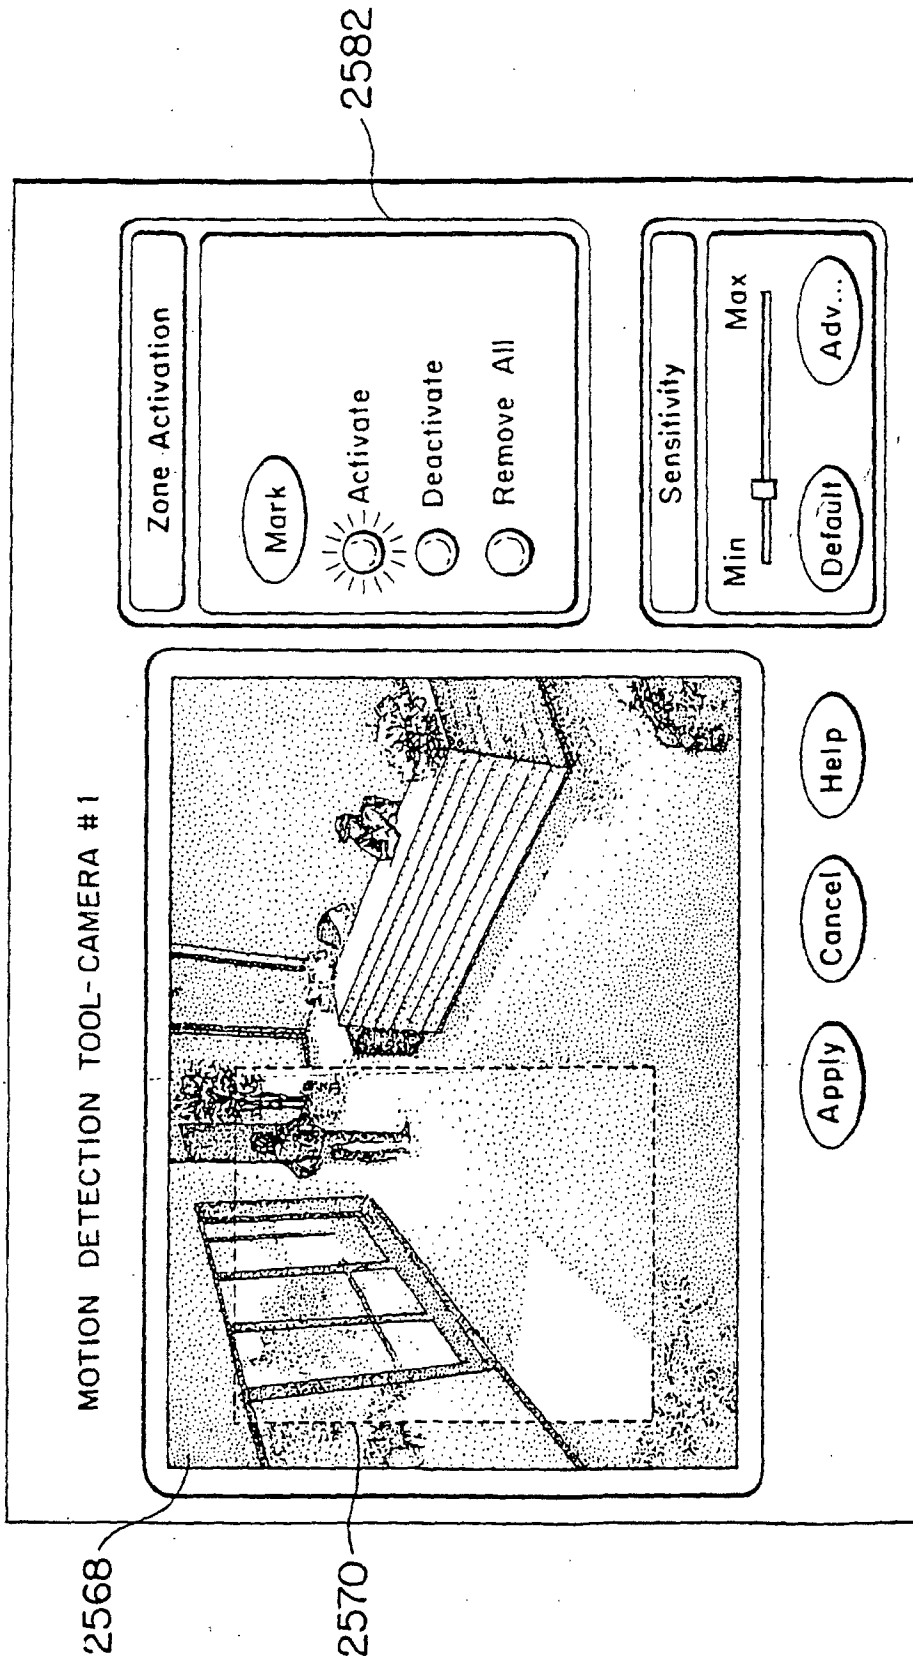 MOTION DETECTION TOOL-CAMERA #1
2568
2570
Zone Activation
Mark
Activate
Deactivate
Remove All
2582
Sensitivity
Min Max
Default Adv...
Apply Cancel Help